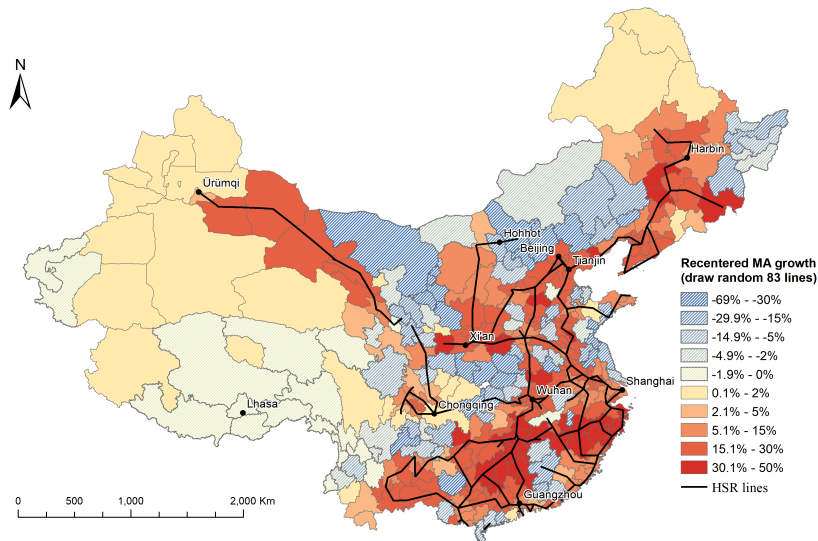 N
Harbin
Ürümqi
Hohhot
Beijing
Tianjin
Recentered MA growth
(draw random 83 lines)
-69% - -30%
-29.9% - -15%
-14.9% - -5%
-4.9% - -2%
-1.9% - 0%
0.1% - 2%
2.1% - 5%
5.1% - 15%
15.1% - 30%
30.1% - 50%
HSR lines
Xi'an
Shanghai
Wuhan
Chongqing
Lhasa
Guangzhou
0 500 1,000 2,000 Km